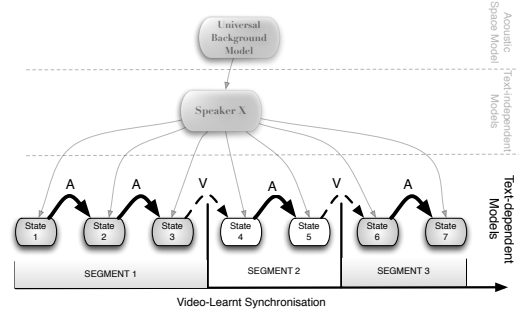 Universal
Background
Model
Acoustic
Space Model
Speaker X
Text-independent
Models
A
A
V
A
V
A
State
1
State
2
State
3
State
4
State
5
State
6
State
7
Text-dependent
Models
SEGMENT 1
SEGMENT 2
SEGMENT 3
Video-Learnt Synchronisation